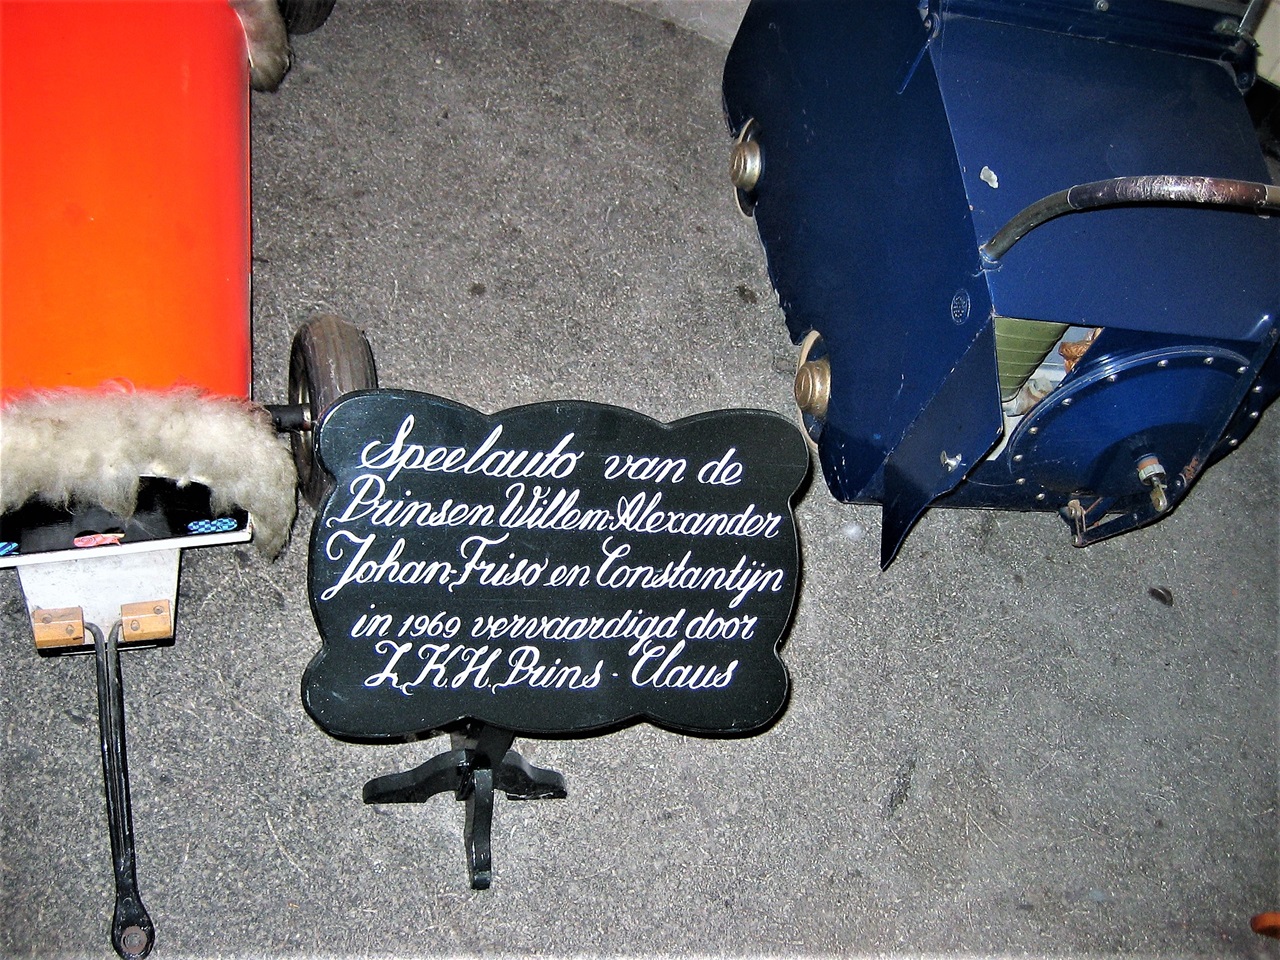 Speelauto van de
Prinsen Willem-Alexander
Johan-Friso en Constantijn
in 1969 vervaardigd door
Z.K.H. Prins - Claus